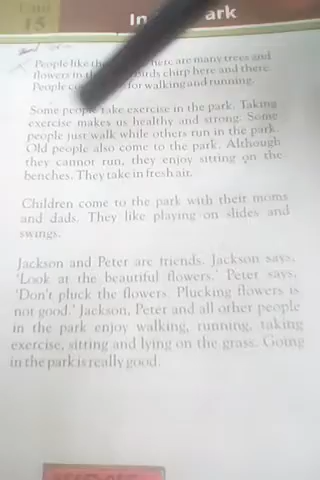 15
In ark
People like th here are many trees and
flowers in th birds chirp here and there.
People co for walking and running.
Some people take exercise in the park. Taking
exercise makes us healthy and strong. Some
people just walk while others run in the park.
Old people also come to the park. Although
they cannot run, they enjoy sitting on the
benches. They take in fresh air.
Children come to the park with their moms
and dads. They like playing on slides and
swings.
Jackson and Peter are friends. Jackson says,
'Look at the beautiful flowers.' Peter says,
'Don't pluck the flowers. Plucking flowers is
not good.' Jackson, Peter and all other people
in the park enjoy walking, running, taking
exercise, sitting and lying on the grass. Going
in the park is really good.